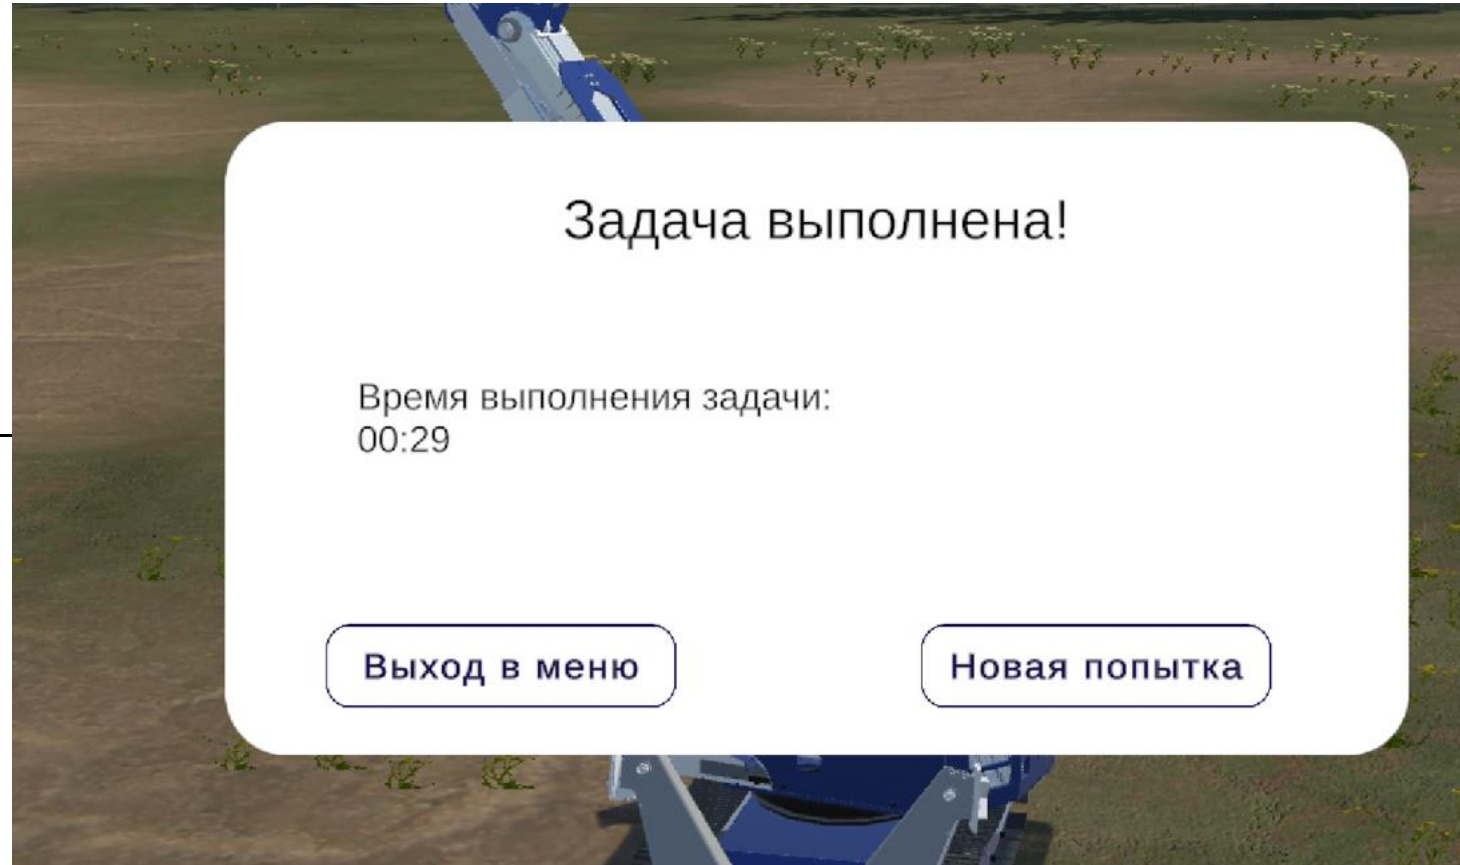 Задача выполнена!
Время выполнения задачи:
00:29
Выход в меню
Новая попытка